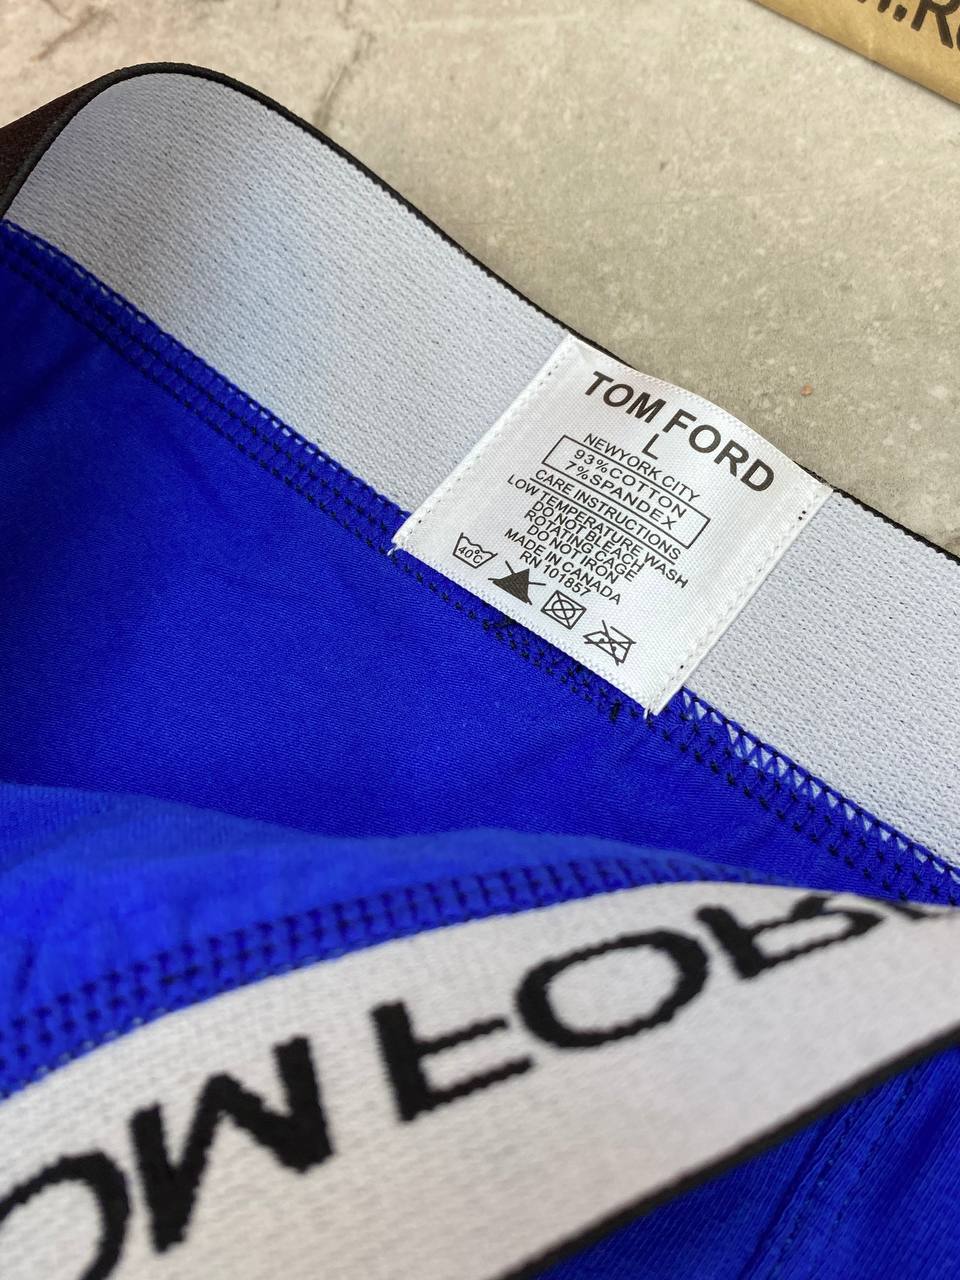 TOM FORD
L
NEWYORK CITY
93%COTTON
7%SPANDEX
CARE INSTRUCTIONS
LOW TEMPERATURE WASH
DO NOT BLEACH
ROTATING CAGE
DO NOT IRON
MADE IN CANADA
RN 101857
40℃
OM FORD